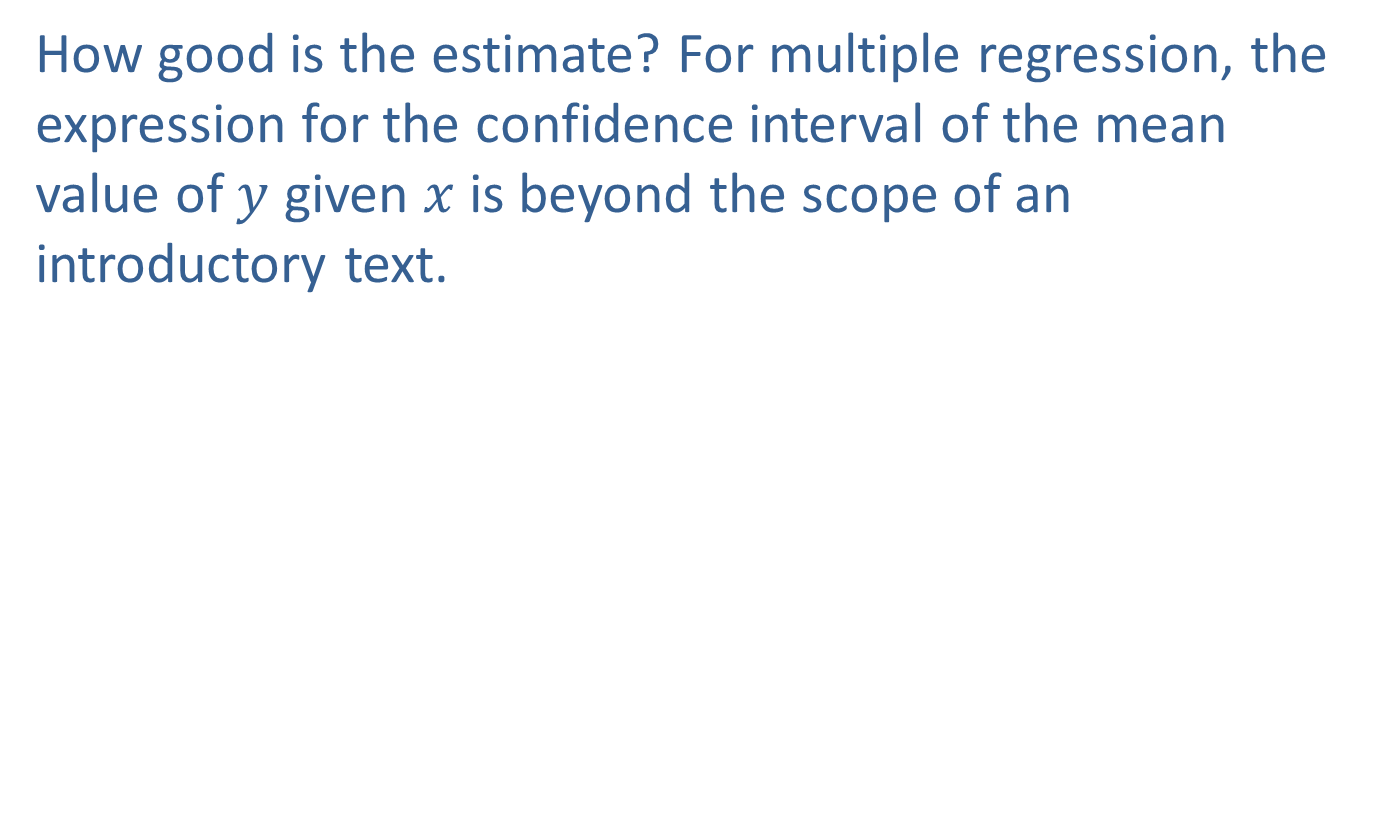 How good is the estimate? For multiple regression, the
expression for the confidence interval of the mean
value of y given x is beyond the scope of an
introductory text.